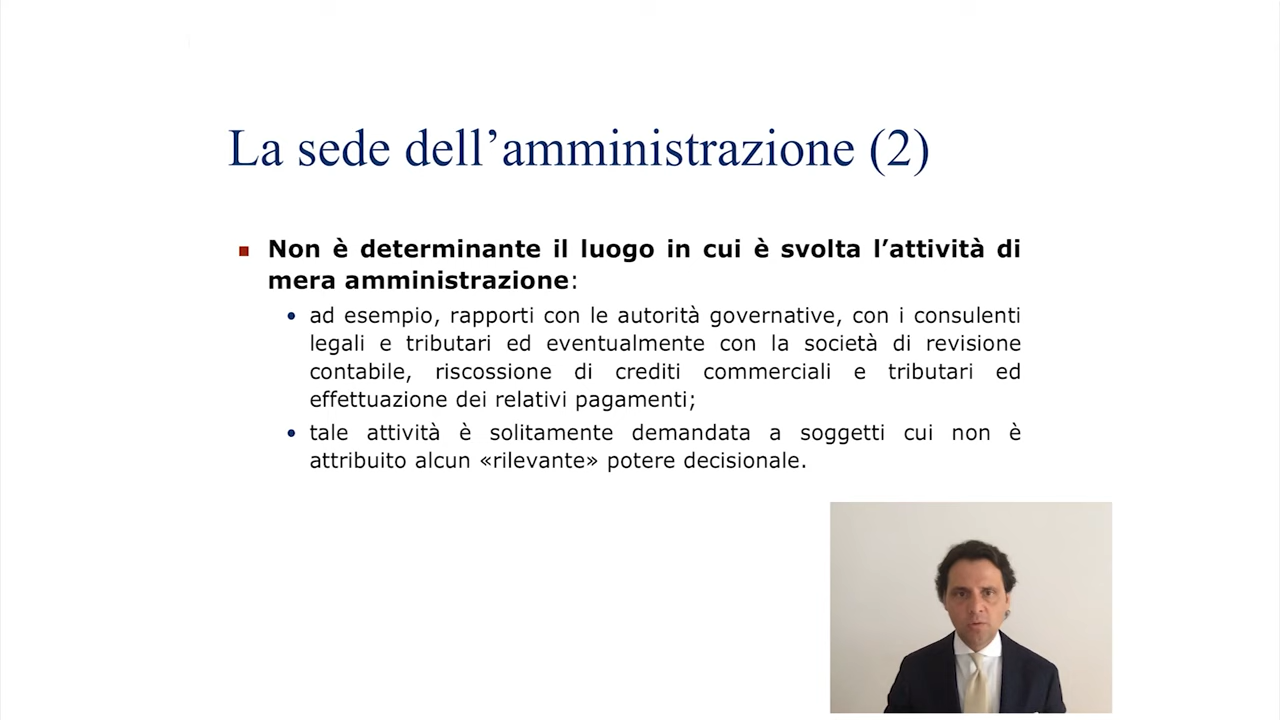 La sede dell’amministrazione (2)
Non è determinante il luogo in cui è svolta l’attività di
mera amministrazione:
ad esempio, rapporti con le autorità governative, con i consulenti
legali e tributari ed eventualmente con la società di revisione
contabile, riscossione di crediti commerciali e tributari ed
effettuazione dei relativi pagamenti;
tale attività è solitamente demandata a soggetti cui non è
attribuito alcun «rilevante» potere decisionale.